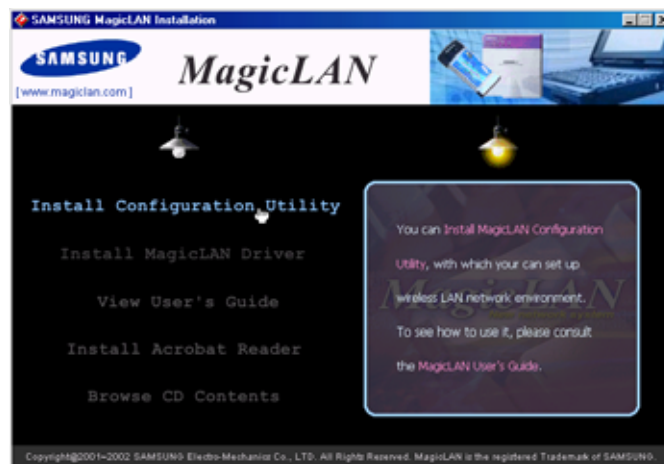 SAMSUNG MagicLAN Installation
SAMSUNG
MagicLAN
[www.magiclan.com]
Install Configuration Utility
Install MagicLAN Driver
View User's Guide
Install Acrobat Reader
Browse CD Contents
You can Install MagicLAN Configuration
Utility, with which your can set up
wireless LAN network environment.
To see how to use it, please consult
the MagicLAN User's Guide.
MagicLAN
Copyright@2001-2002 SAMSUNG Electro-Mechanics Co., LTD. All Rights Reserved. MagicLAN is the registered Trademark of SAMSUNG.